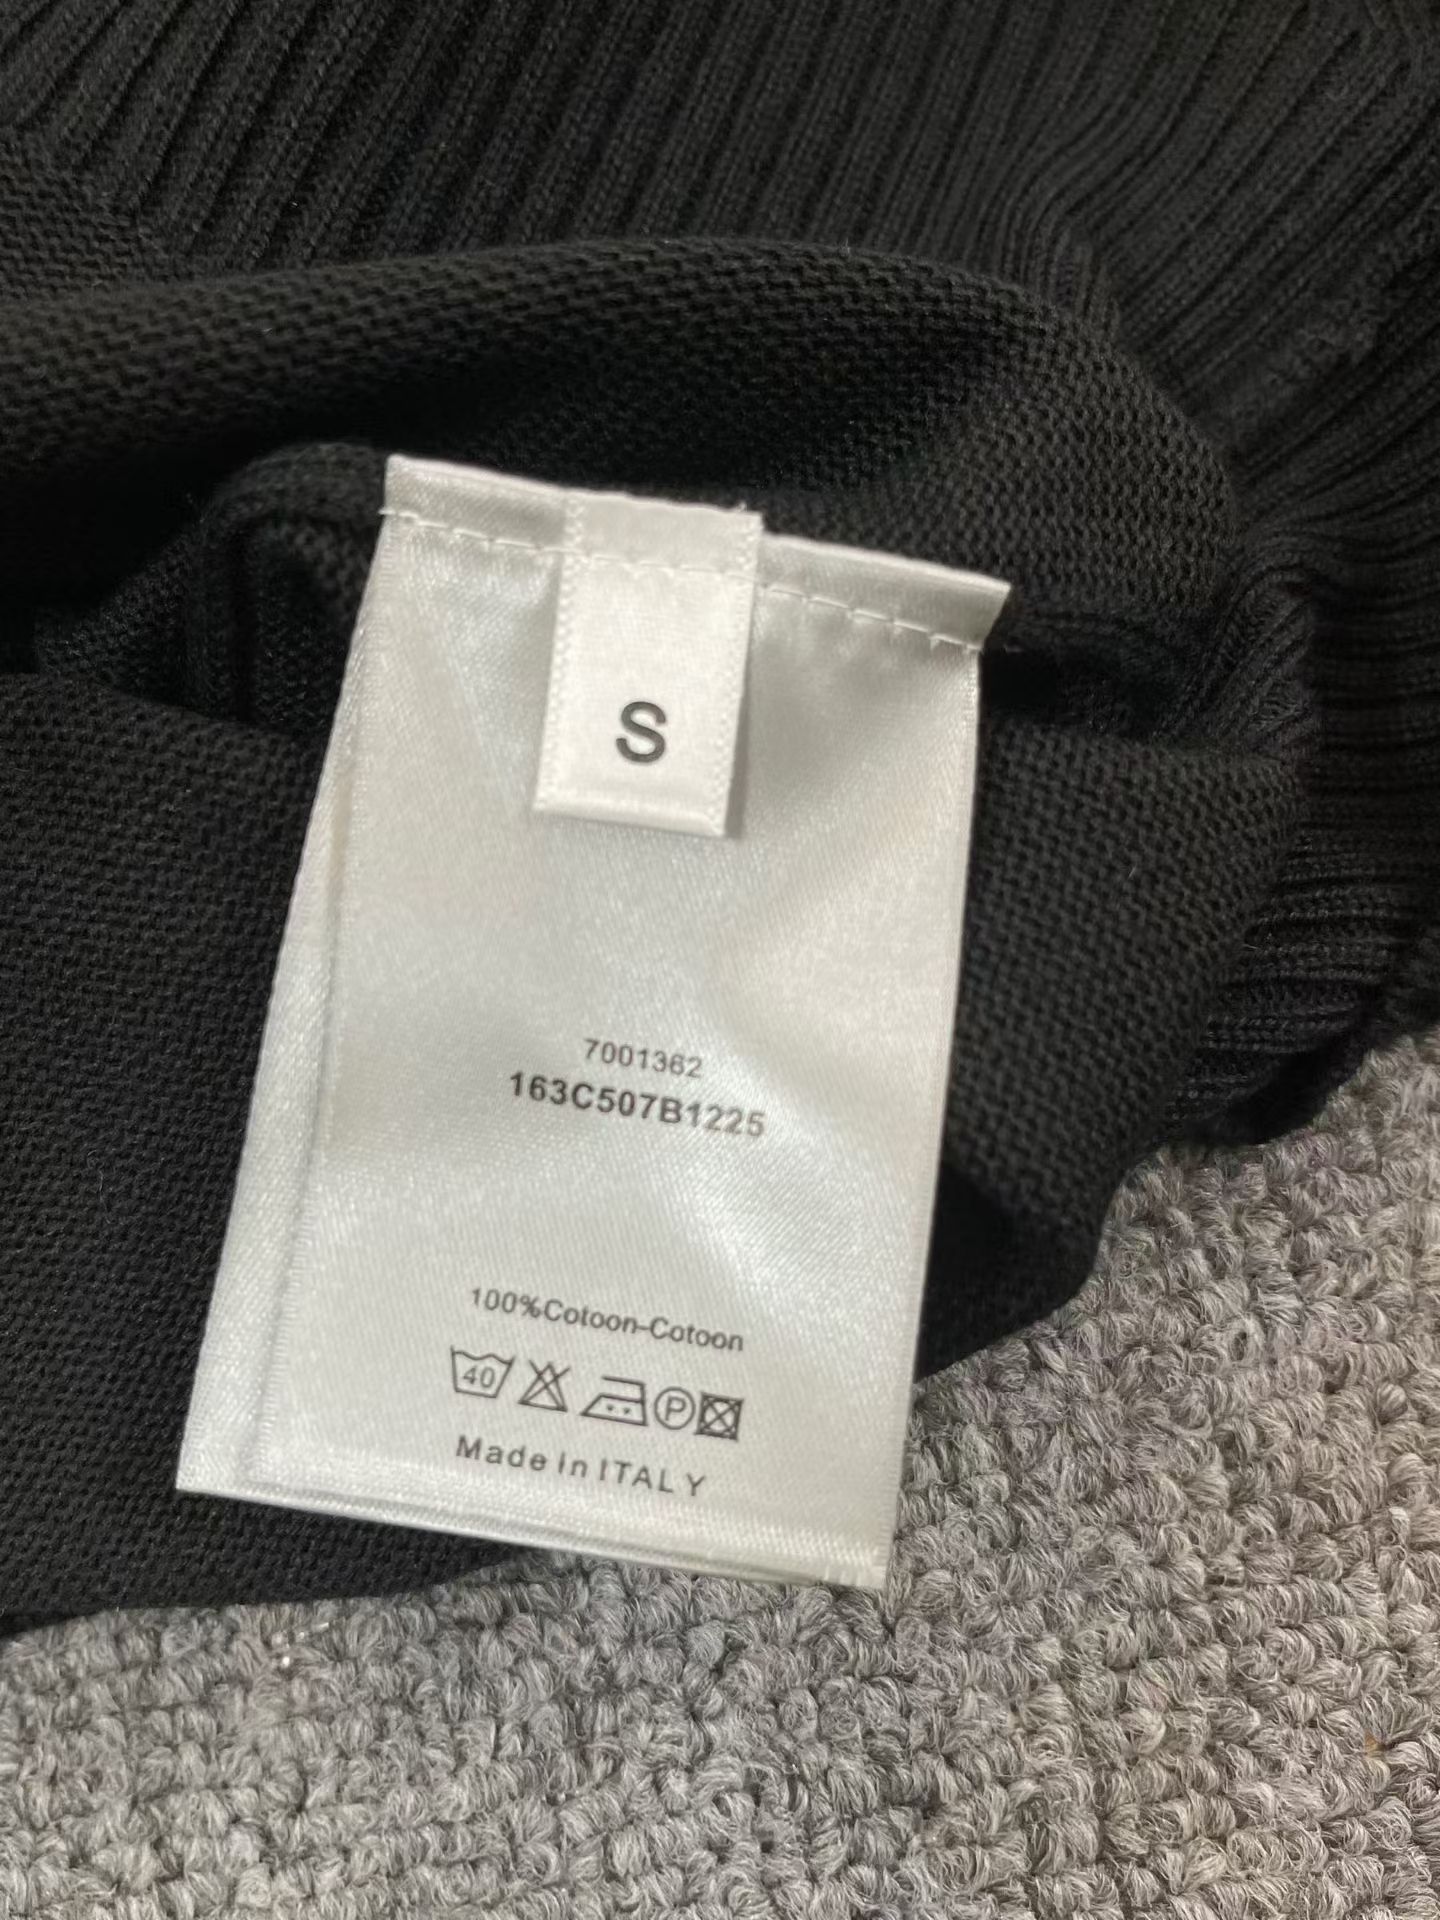 S
7001362
163C507B1225
100%Cotoon-Cotoon
40
P
Made In ITALY